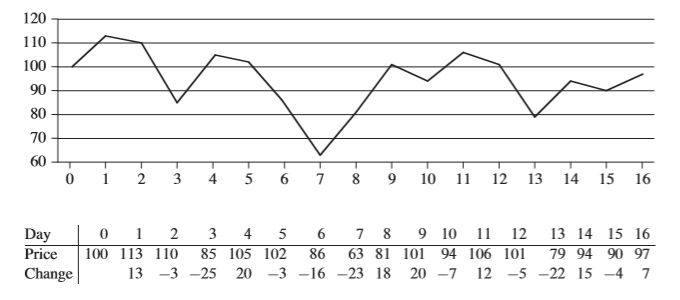 120
110
100
90
80
70
60
0 1 2 3 4 5 6 7 8 9 10 11 12 13 14 15 16
Day 0 1 2 3 4 5 6 7 8 9 10 11 12 13 14 15 16
Price 100 113 110 85 105 102 86 63 81 101 94 106 101 79 94 90 97
Change 13 −3 −25 20 −3 −16 −23 18 20 −7 12 −5 −22 15 −4 7